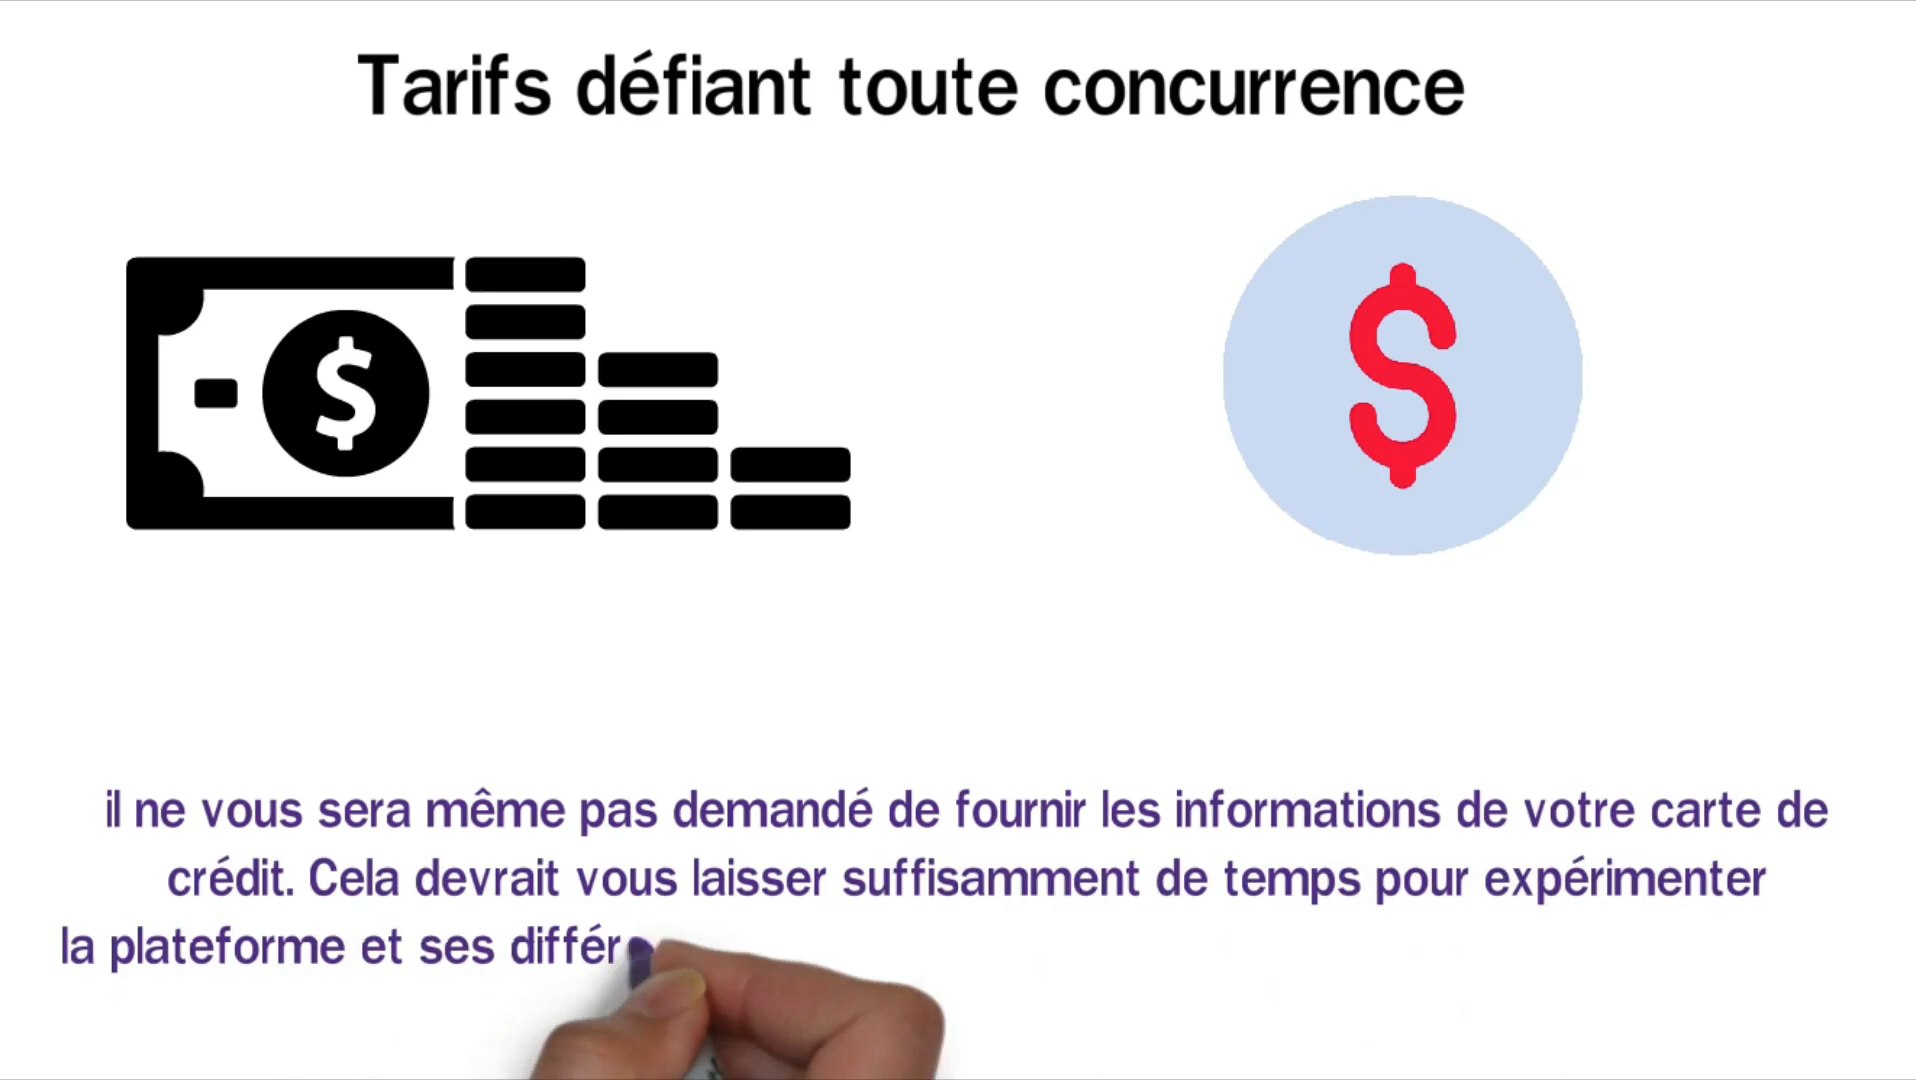 Tarifs défiant toute concurrence
$
$
il ne vous sera même pas demandé de fournir les informations de votre carte de
crédit. Cela devrait vous laisser suffisamment de temps pour expérimenter
la plateforme et ses différ